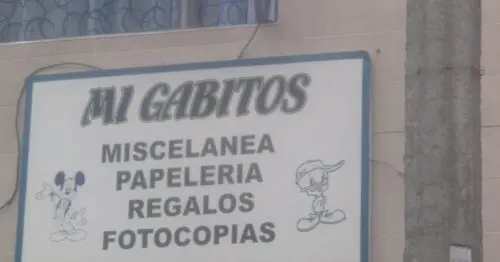 MI GABITOS
MISCELANEA
PAPELERIA
REGALOS
FOTOCOPIAS